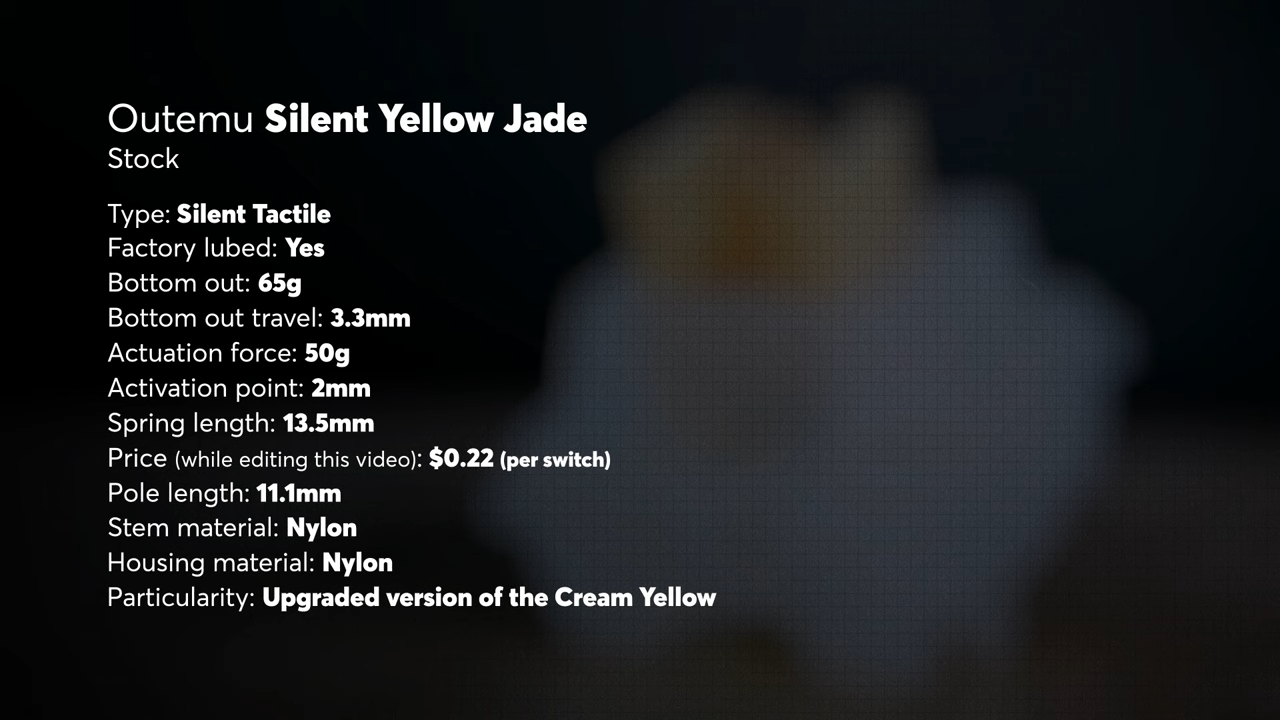 Outemu Silent Yellow Jade
Stock
Type: Silent Tactile
Factory lubed: Yes
Bottom out: 65g
Bottom out travel: 3.3mm
Actuation force: 50g
Activation point: 2mm
Spring length: 13.5mm
Price (while editing this video): $0.22 (per switch)
Pole length: 11.1mm
Stem material: Nylon
Housing material: Nylon
Particularity: Upgraded version of the Cream Yellow